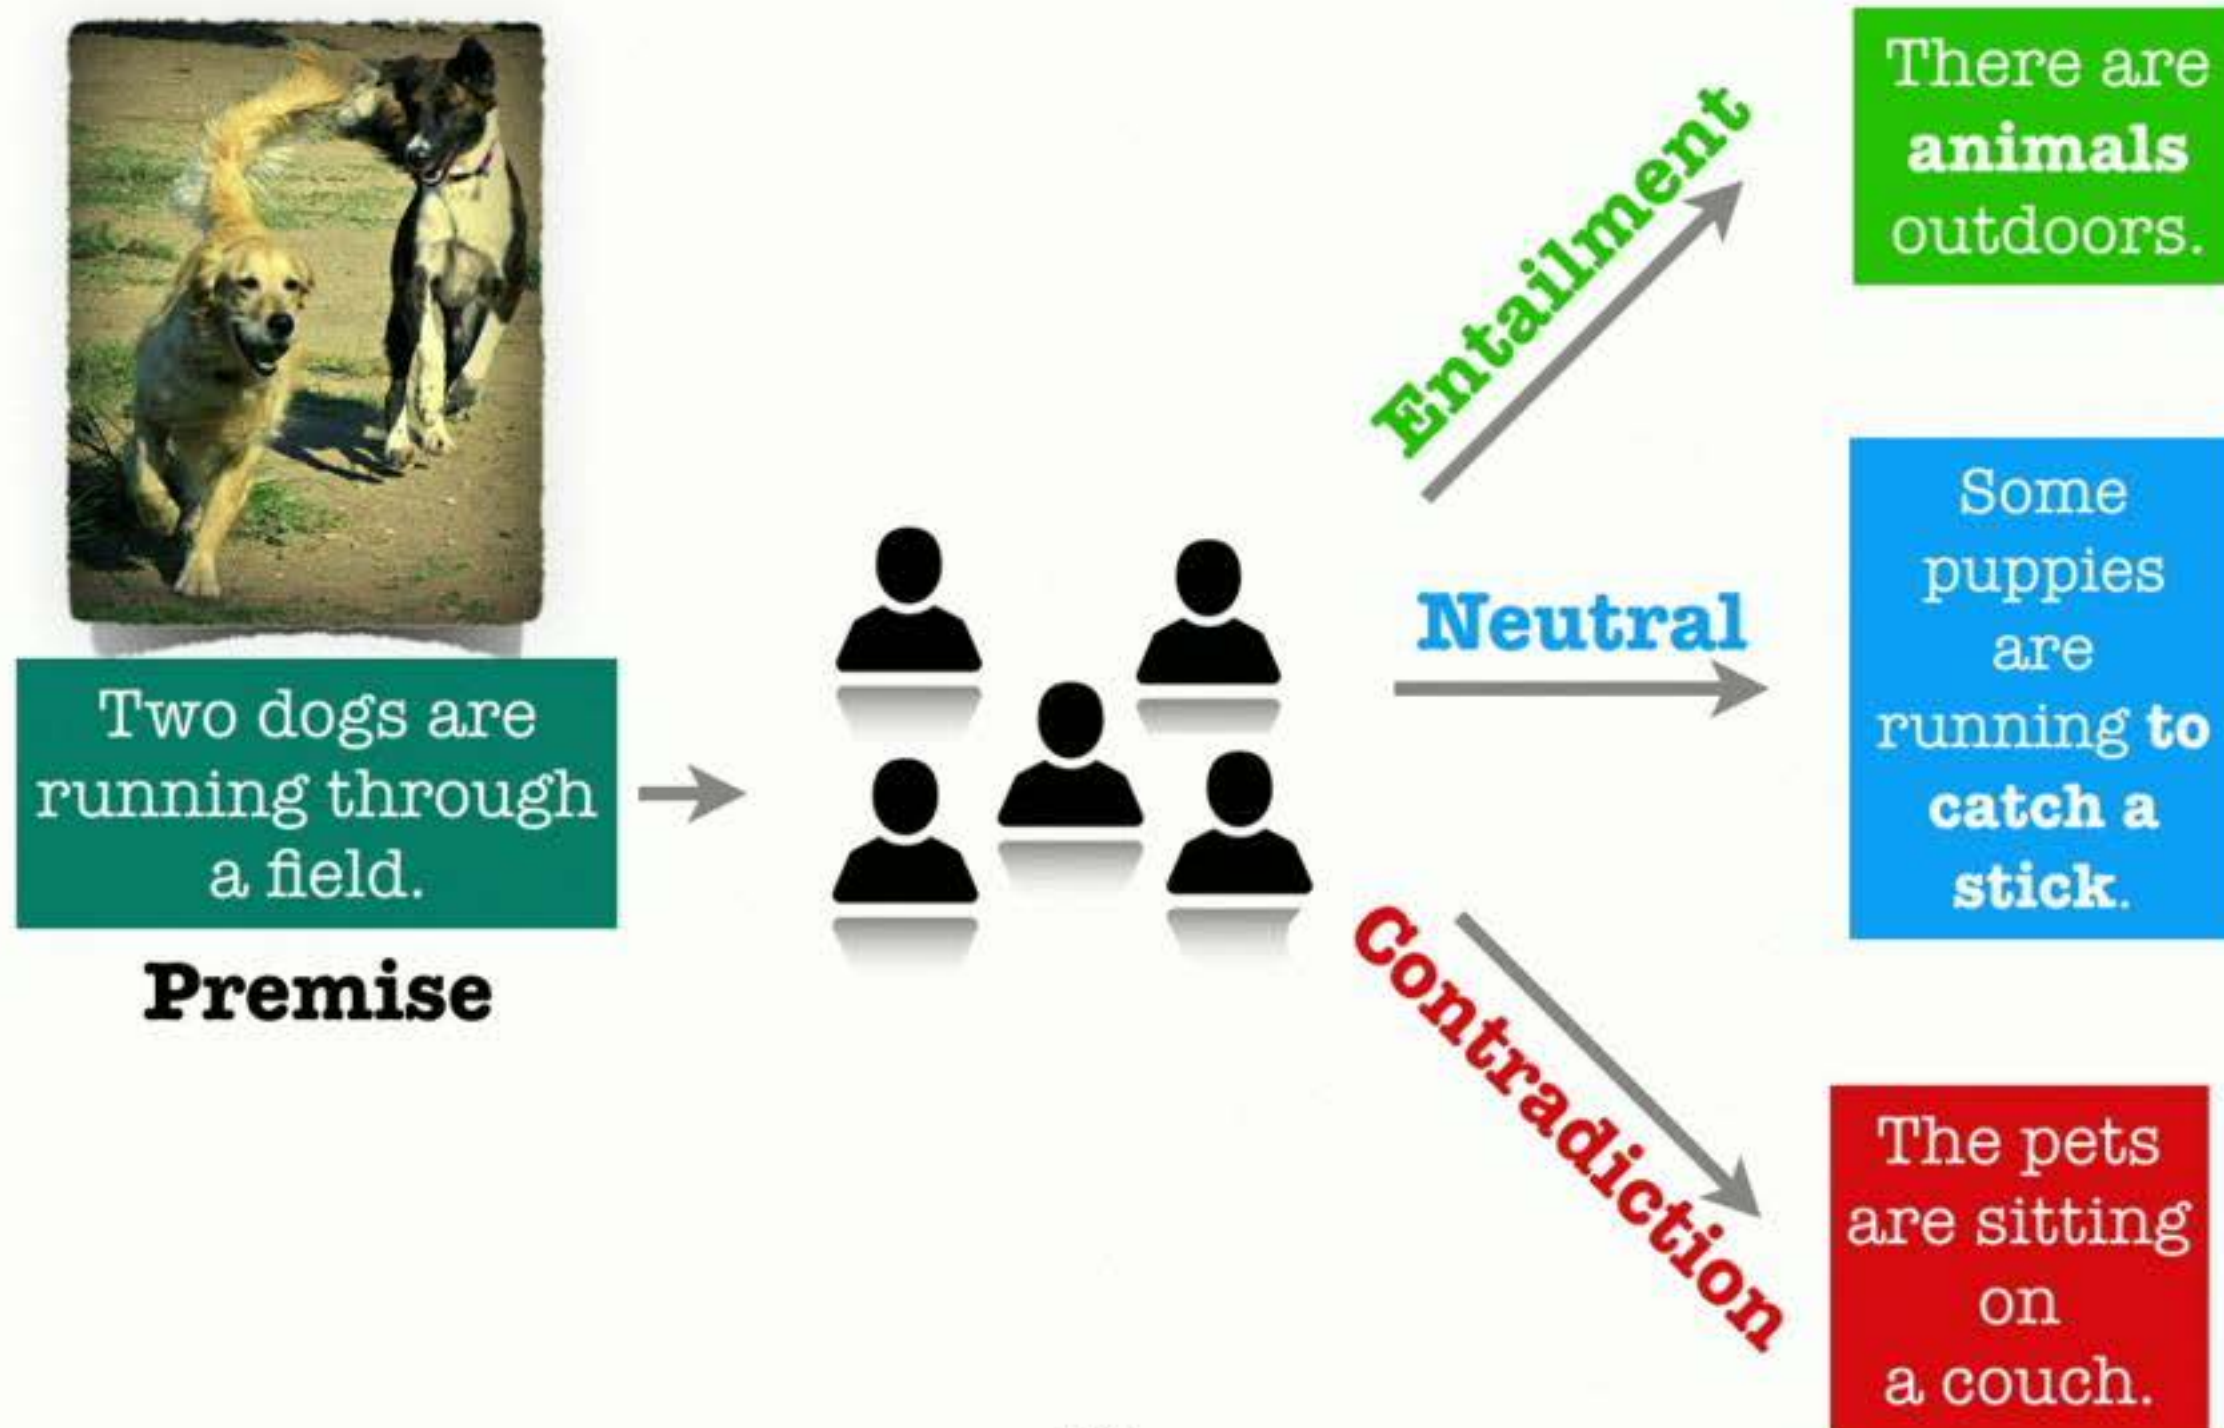 Two dogs are
running through
a field.
Premise
Entailment
There are
animals
outdoors.
Neutral
Some
puppies
are
running to
catch a
stick.
Contradiction
The pets
are sitting
on
a couch.